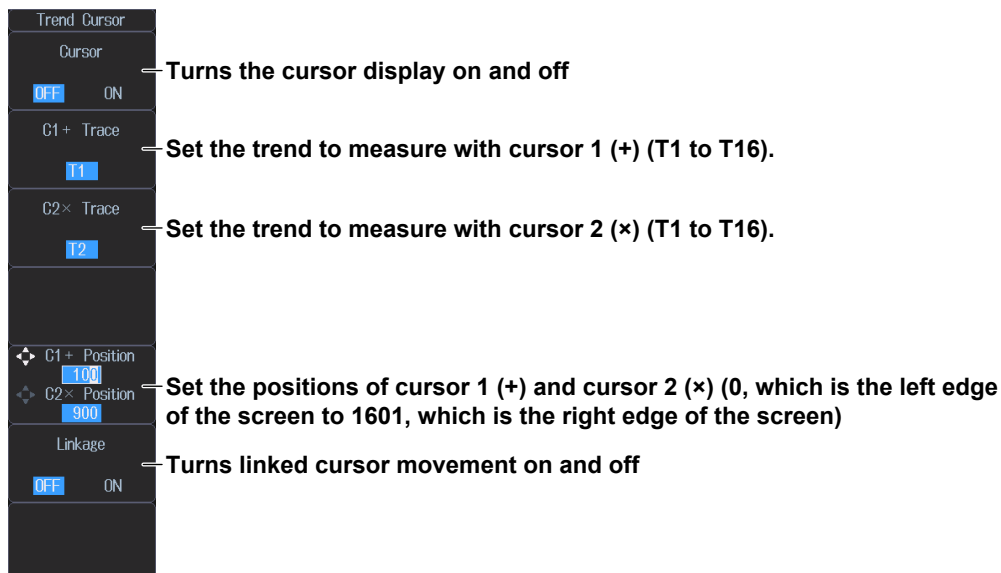 Trend Cursor
Cursor
OFF ON
Turns the cursor display on and off
C1+ Trace
T1
Set the trend to measure with cursor 1 (+) (T1 to T16).
C2× Trace
T2
Set the trend to measure with cursor 2 (×) (T1 to T16).
C1+ Position
100
C2× Position
900
Set the positions of cursor 1 (+) and cursor 2 (×) (0, which is the left edge
of the screen to 1601, which is the right edge of the screen)
Linkage
OFF ON
Turns linked cursor movement on and off